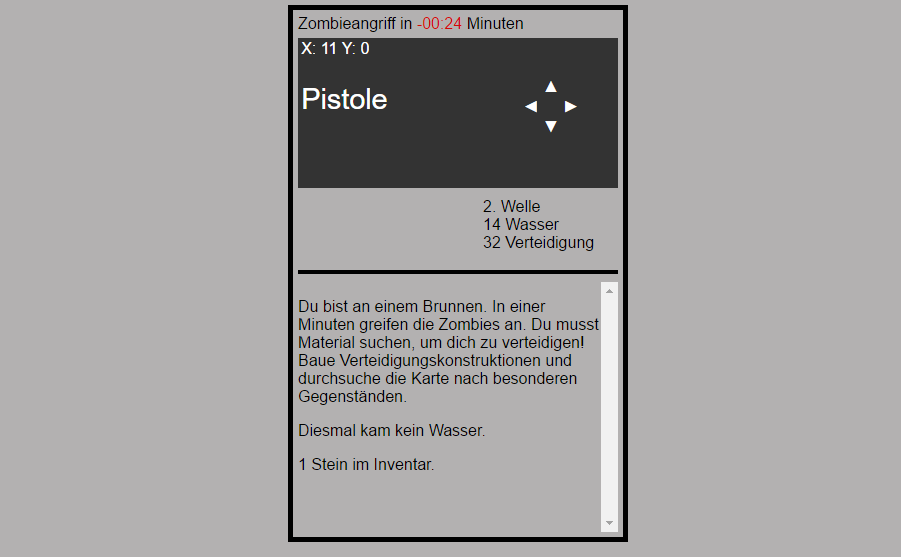 Zombieangriff in -00:24 Minuten
X: 11 Y: 0
Pistole
2. Welle
14 Wasser
32 Verteidigung
Du bist an einem Brunnen. In einer
Minuten greifen die Zombies an. Du musst
Material suchen, um dich zu verteidigen!
Baue Verteidigungskonstruktionen und
durchsuche die Karte nach besonderen
Gegenständen.
Diesmal kam kein Wasser.
1 Stein im Inventar.